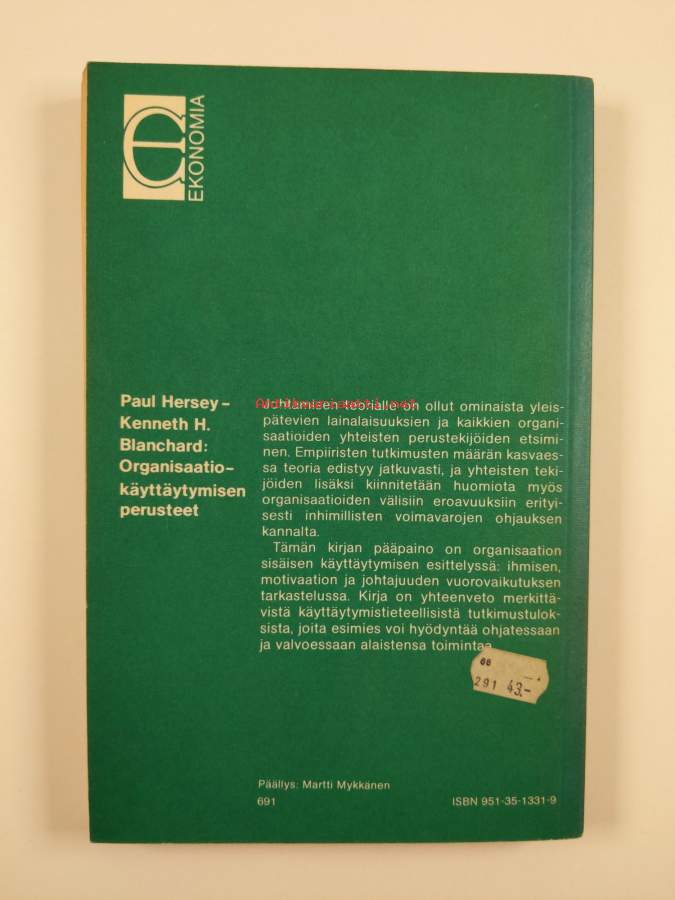 EKONOMIA
Paul Hersey –
Kenneth H.
Blanchard:
Organisaatio–
käyttäytymisen
perusteet
Johtamisen teorialle on ollut ominaista yleis-
pätevien lainalaisuuksien ja kaikkien organi-
saatioiden yhteisten perustekijöiden etsimi-
nen. Empiiristen tutkimusten määrän kasvaes-
sa teoria edistyy jatkuvasti, ja yhteisten teki-
jöiden lisäksi kiinnitetään huomiota myös
organisaatioiden välisiin eroavuuksiin erityi-
sesti inhimillisten voimavarojen ohjauksen
kannalta.
Tämän kirjan pääpaino on organisaation
sisäisen käyttäytymisen esittelyssä: ihmisen,
motivaation ja johtajuuden vuorovaikutuksen
tarkastelussa. Kirja on yhteenveto merkittä-
vistä käyttäytymistieteellisistä tutkimustulok-
sista, joita esimies voi hyödyntää ohjatessaan
ja valvoessaan alaistensa toimintaa.
66
291 43.-
Päällys: Martti Mykkänen
691
ISBN 951-35-1331-9